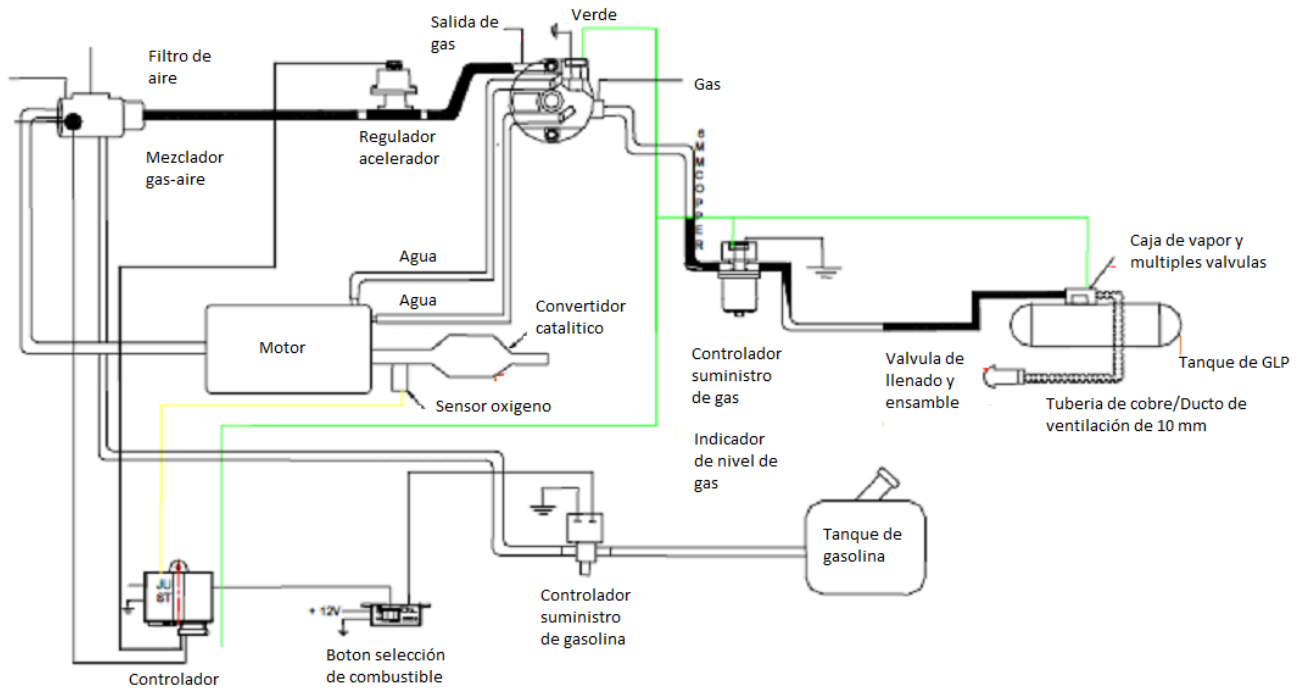 Salida de
gas
Verde
Filtro de
aire
Gas
Regulador
acelerador
Mezclador
gas-aire
6
M
M
C
O
P
P
E
R
Caja de vapor y
multiples valvulas
Agua
Agua
Convertidor
catalitico
Motor
Tanque de GLP
Controlador
suministro
de gas
Valvula de
llenado y
ensamble
Sensor oxigeno
Tuberia de cobre/Ducto de
ventilación de 10 mm
Indicador
de nivel de
gas
Tanque de
gasolina
JU
ST
+ 12V
Controlador
suministro
de gasolina
Boton selección
de combustible
Controlador